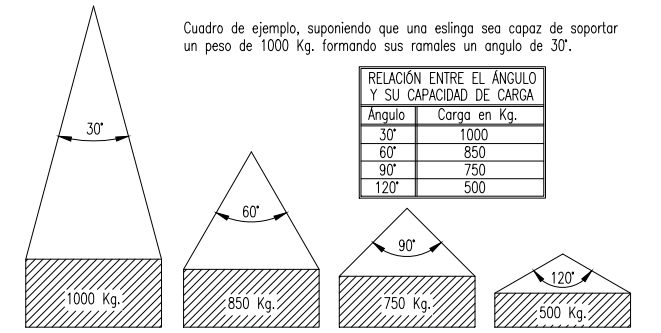 Cuadro de ejemplo, suponiendo que una eslinga sea capaz de soportar
un peso de 1000 Kg. formando sus ramales un angulo de 30°.
RELACIÓN ENTRE EL ÁNGULO
Y SU CAPACIDAD DE CARGA
Ángulo Carga en Kg.
30° 1000
60° 850
90° 750
120° 500
30°
60°
90°
120°
1000 Kg.
850 Kg.
750 Kg.
500 Kg.